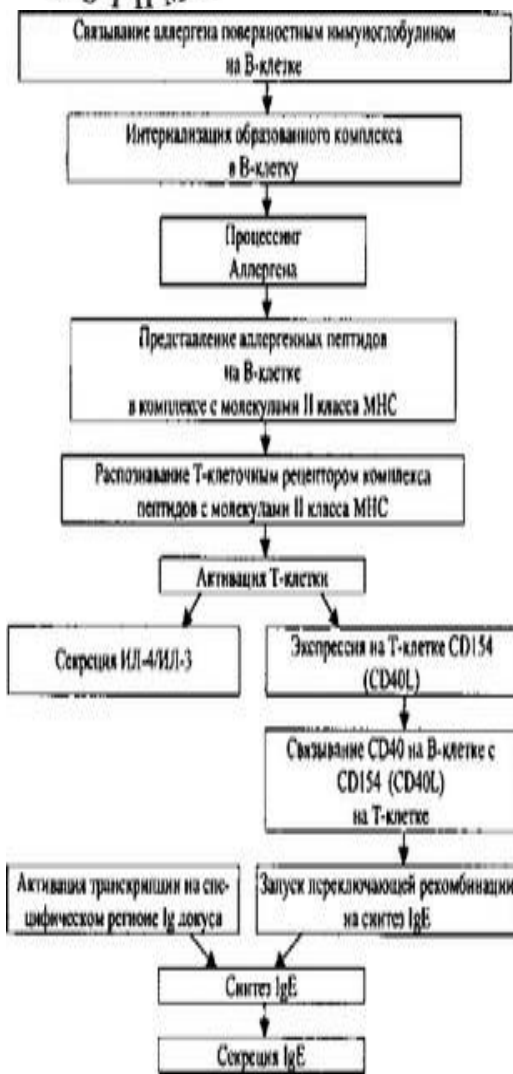 Связывание аллергена поверхностным иммуноглобулином
на В-клетке
Интернализация образованного комплекса
в В-клетку
Процессинг
Аллергена
Представление аллергенных пептидов
на В-клетке
в комплексе с молекулами II класса МНС
Распознавание Т-клеточным рецептором комплекса
пептидов с молекулами II класса МНС
Активация Т-клетки
Секреция ИЛ-4/ИЛ-3
Экспрессия на Т-клетке CD154
(CD40L)
Связывание CD40 на В-клетке с
CD154 (CD40L)
на Т-клетке
Активация транскрипции на спе-
цифическом регионе Ig локуса
Запуск переключающей рекомбинации
на синтез IgE
Синтез IgE
Секреция IgE